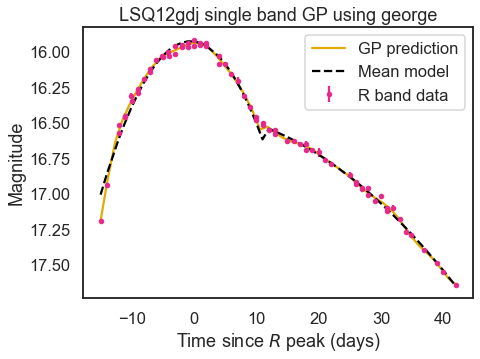 LSQ12gdj single band GP using george
GP prediction
Mean model
R band data
Magnitude
16.00
16.25
16.50
16.75
17.00
17.25
17.50
−10 0 10 20 30 40
Time since R peak (days)